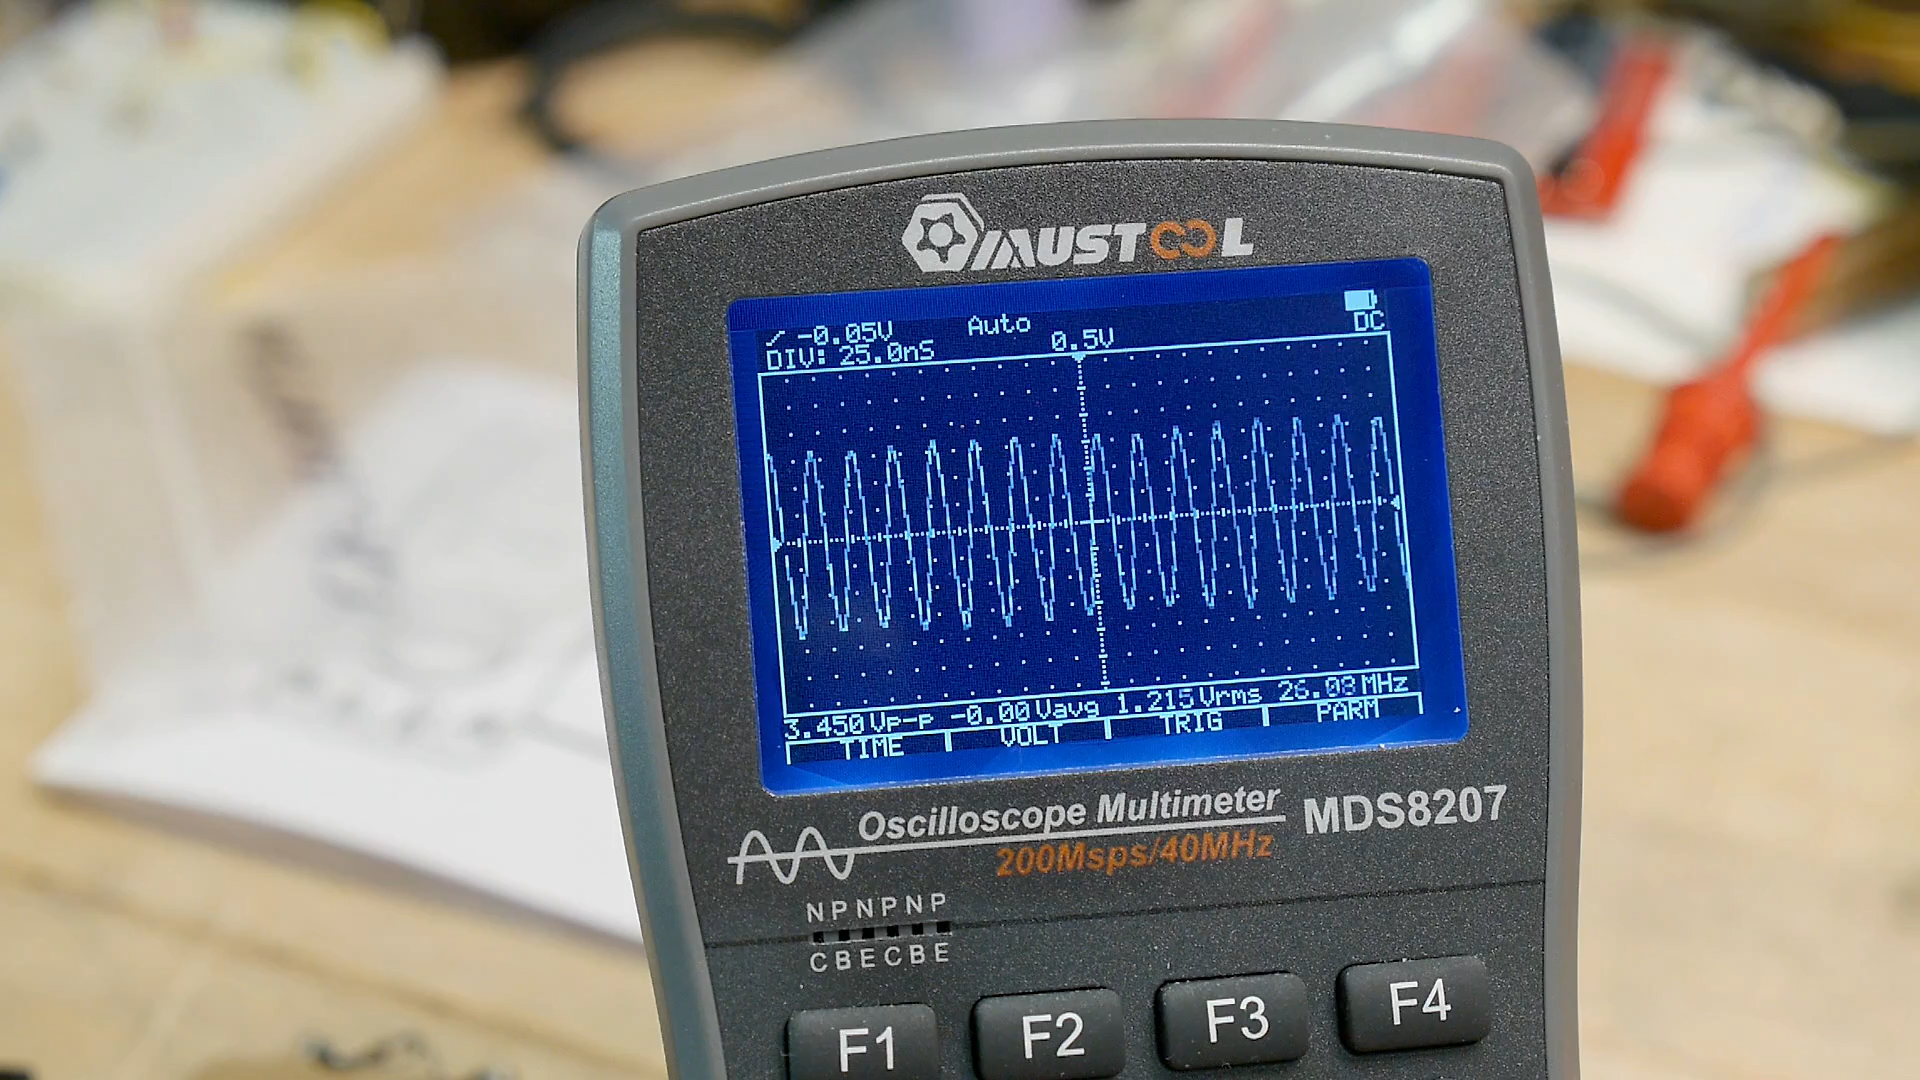 MUSTOOL
-0.05V Auto DC
DIV: 25.0nS 0.5V
3.450Vp-p -0.00Vavg 1.215Vrms 26.08MHz
TIME VOLT TRIG PARM
Oscilloscope Multimeter MDS8207
200Msps/40MHz
NPNPNP
CBECBE
F1 F2 F3 F4